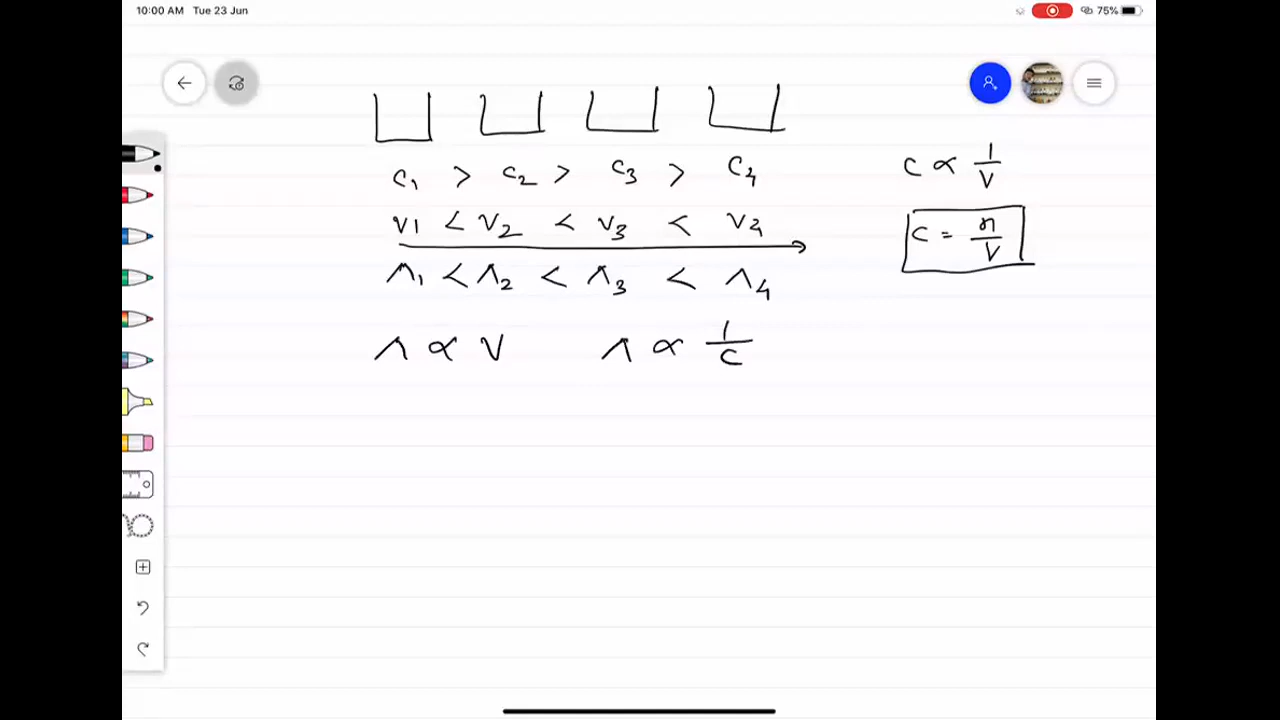 10:00 AM Tue 23 Jun
75%
C1 > C2 > C3 > C4
V1 < V2 < V3 < V4
Λ1 < Λ2 < Λ3 < Λ4
Λ ∝ V Λ ∝ 1/C
C ∝ 1/V
C = n/V